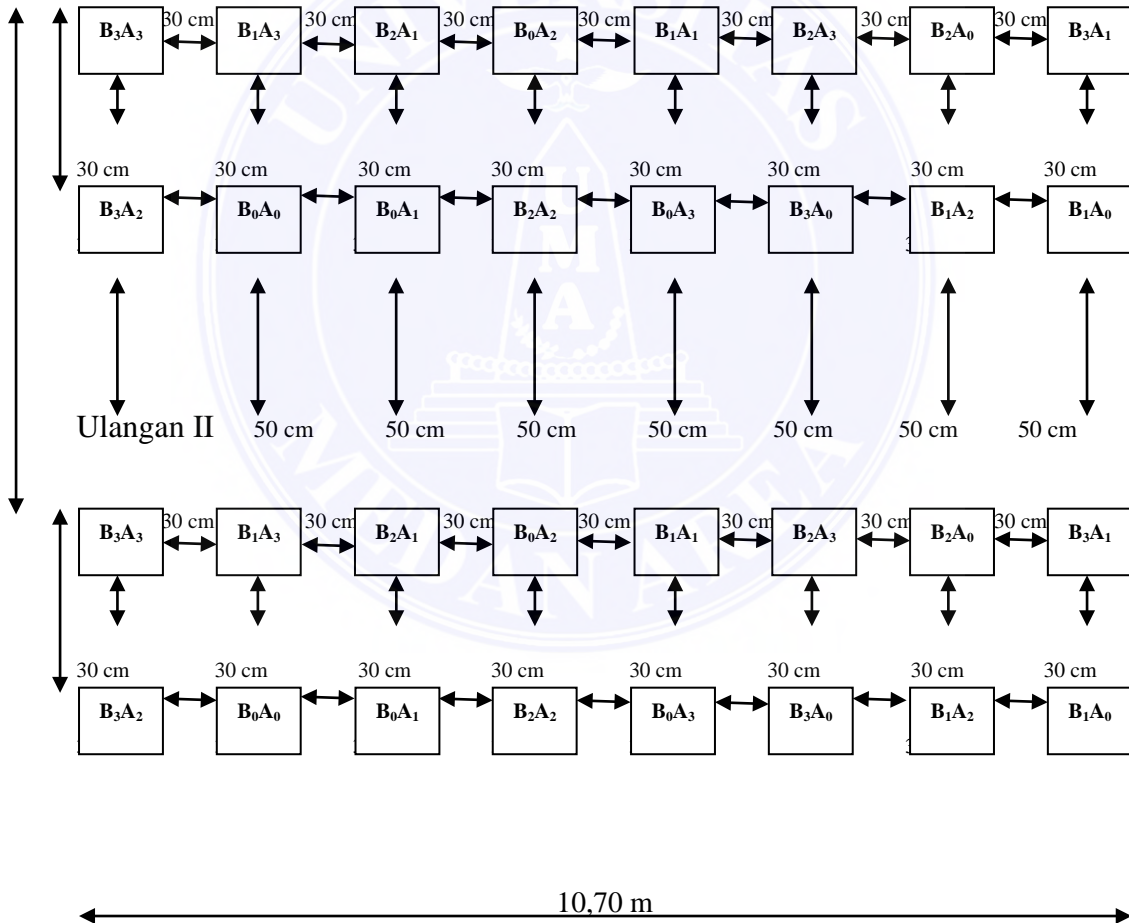 30 cm 30 cm 30 cm 30 cm 30 cm 30 cm 30 cm
B₃A₃ B₁A₃ B₂A₁ B₀A₂ B₁A₁ B₂A₃ B₂A₀ B₃A₁
30 cm 30 cm 30 cm 30 cm 30 cm 30 cm 30 cm 30 cm
B₃A₂ B₀A₀ B₀A₁ B₂A₂ B₀A₃ B₃A₀ B₁A₂ B₁A₀
Ulangan II 50 cm 50 cm 50 cm 50 cm 50 cm 50 cm 50 cm
30 cm 30 cm 30 cm 30 cm 30 cm 30 cm 30 cm
B₃A₃ B₁A₃ B₂A₁ B₀A₂ B₁A₁ B₂A₃ B₂A₀ B₃A₁
30 cm 30 cm 30 cm 30 cm 30 cm 30 cm 30 cm 30 cm
B₃A₂ B₀A₀ B₀A₁ B₂A₂ B₀A₃ B₃A₀ B₁A₂ B₁A₀
10,70 m
UMA
MEDAN AREA